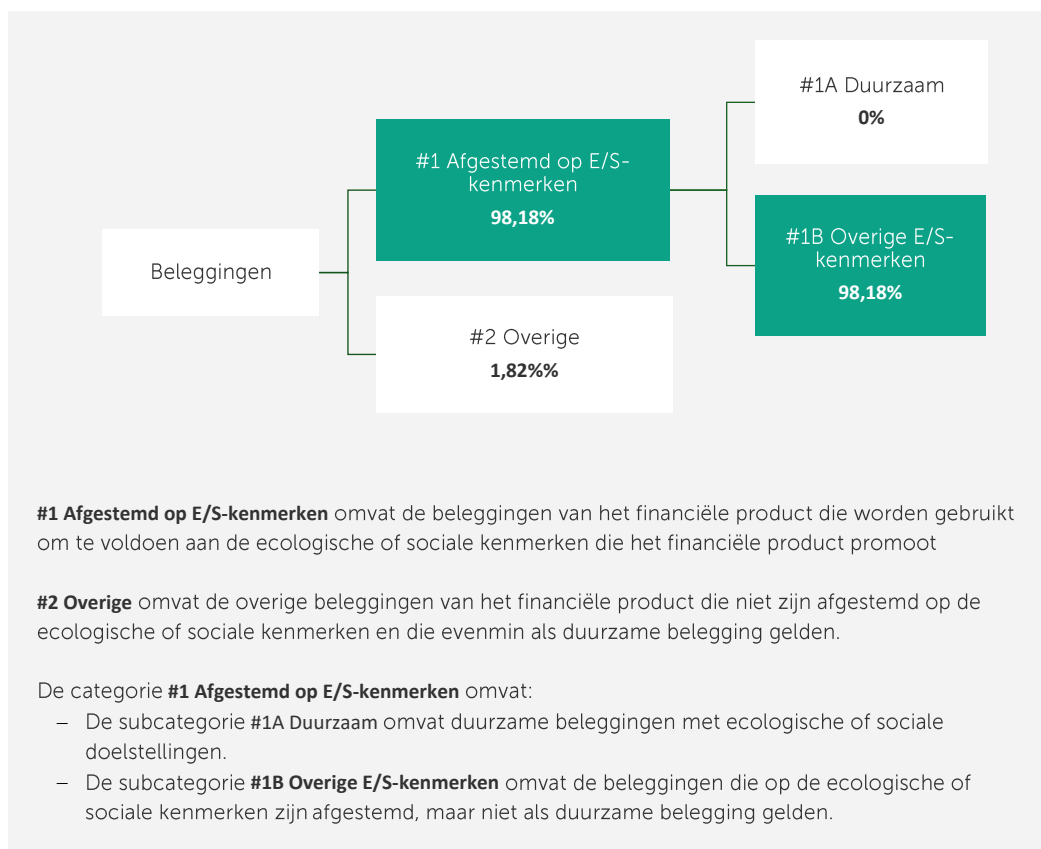 #1A Duurzaam
0%
#1 Afgestemd op E/S-
kenmerken
98,18%
#1B Overige E/S-
kenmerken
98,18%
Beleggingen
#2 Overige
1,82%%
#1 Afgestemd op E/S-kenmerken omvat de beleggingen van het financiële product die worden gebruikt
om te voldoen aan de ecologische of sociale kenmerken die het financiële product promoot
#2 Overige omvat de overige beleggingen van het financiële product die niet zijn afgestemd op de
ecologische of sociale kenmerken en die evenmin als duurzame belegging gelden.
De categorie #1 Afgestemd op E/S-kenmerken omvat:
– De subcategorie #1A Duurzaam omvat duurzame beleggingen met ecologische of sociale
doelstellingen.
– De subcategorie #1B Overige E/S-kenmerken omvat de beleggingen die op de ecologische of
sociale kenmerken zijn afgestemd, maar niet als duurzame belegging gelden.